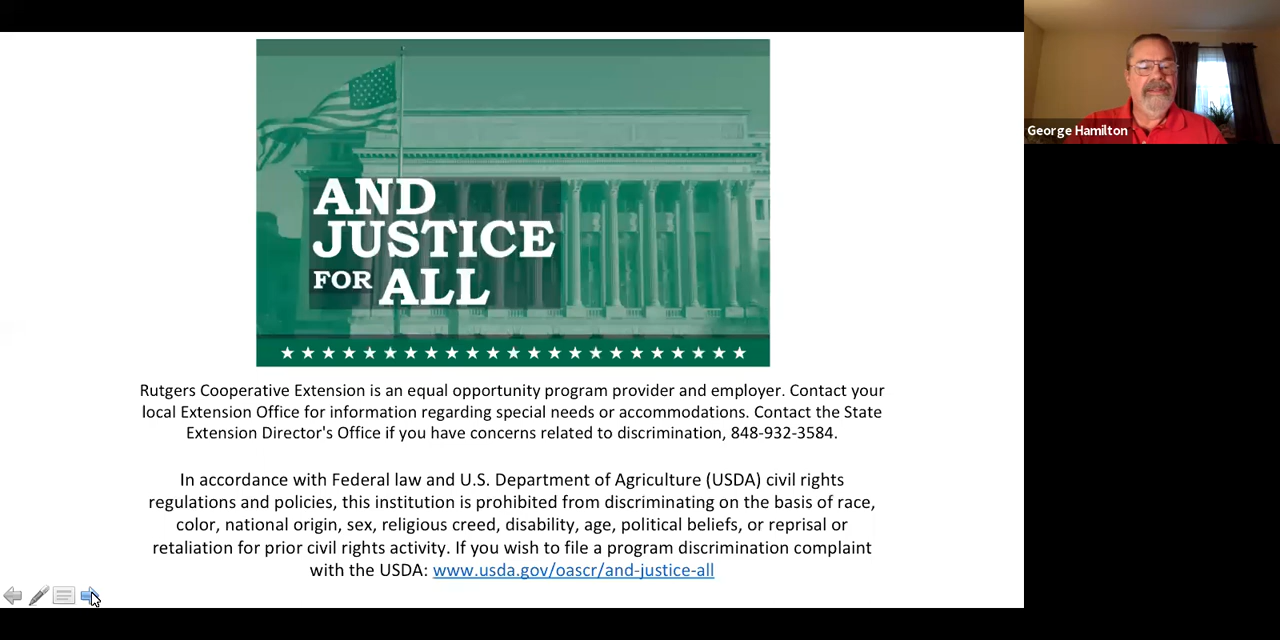 AND
JUSTICE
FOR ALL
Rutgers Cooperative Extension is an equal opportunity program provider and employer. Contact your
local Extension Office for information regarding special needs or accommodations. Contact the State
Extension Director's Office if you have concerns related to discrimination, 848-932-3584.
In accordance with Federal law and U.S. Department of Agriculture (USDA) civil rights
regulations and policies, this institution is prohibited from discriminating on the basis of race,
color, national origin, sex, religious creed, disability, age, political beliefs, or reprisal or
retaliation for prior civil rights activity. If you wish to file a program discrimination complaint
with the USDA: www.usda.gov/oascr/and-justice-all
George Hamilton